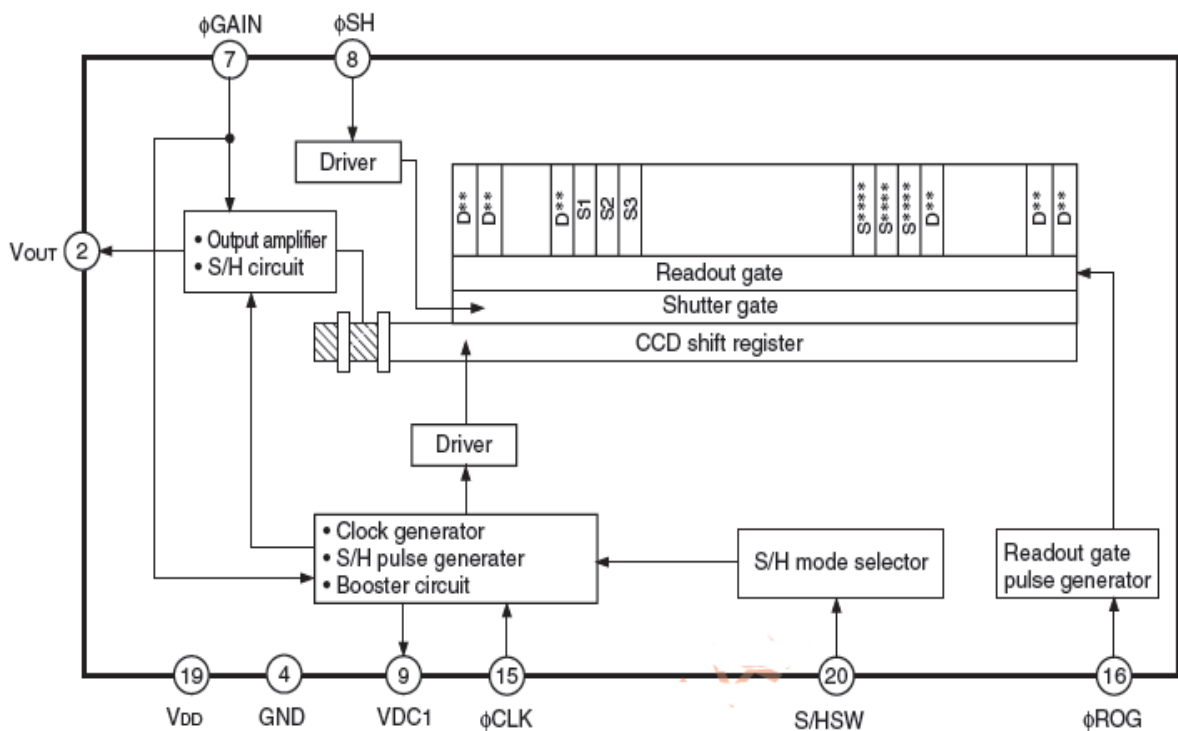 ϕGAIN
ϕSH
7
8
Driver
D**
D**
D**
S1
S2
S3
S****
S****
S****
D**
D**
D**
VOUT
2
• Output amplifier
• S/H circuit
Readout gate
Shutter gate
CCD shift register
Driver
• Clock generator
• S/H pulse generater
• Booster circuit
S/H mode selector
Readout gate
pulse generator
19
4
9
15
20
16
VDD
GND
VDC1
ϕCLK
S/HSW
ϕROG